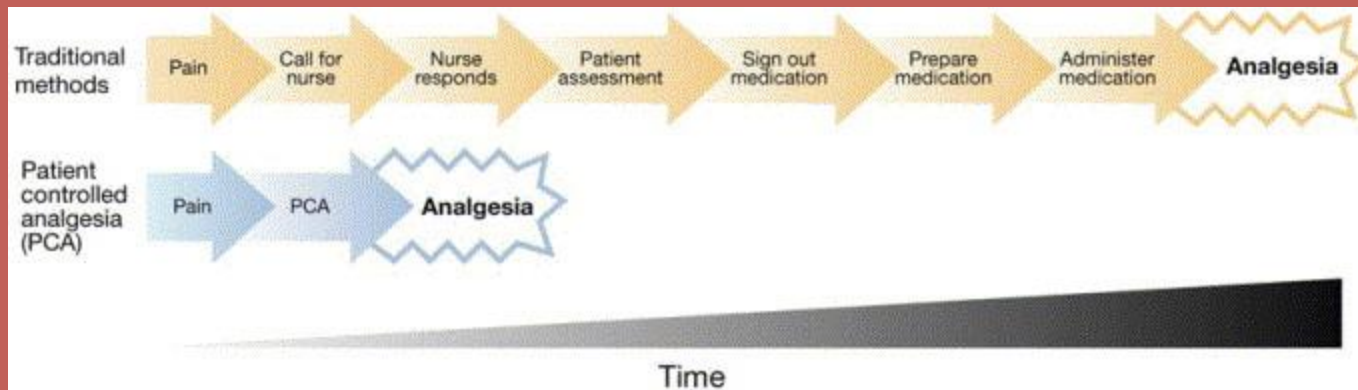 Traditional
methods
Pain
Call for
nurse
Nurse
responds
Patient
assessment
Sign out
medication
Prepare
medication
Administer
medication
Analgesia
Patient
controlled
analgesia
(PCA)
Pain
PCA
Analgesia
Time